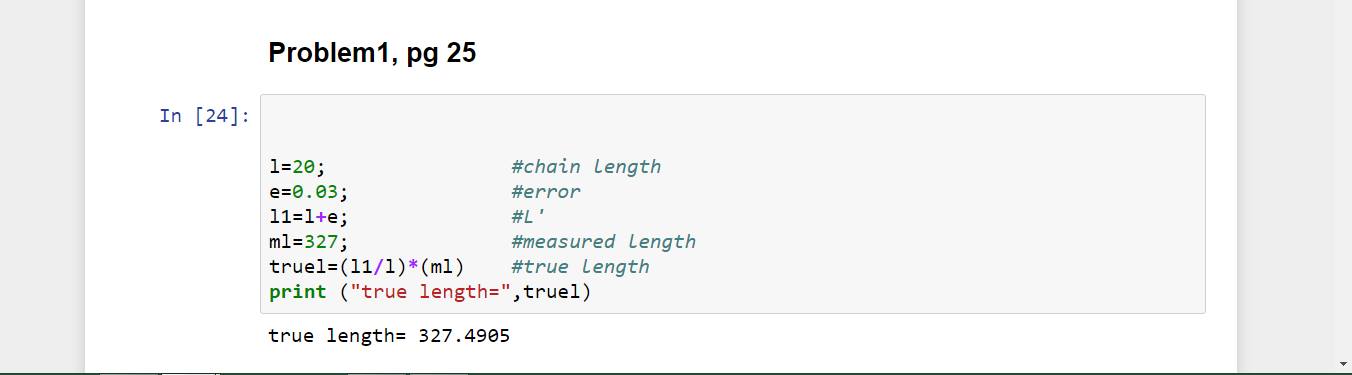 Problem1, pg 25
In [24]:
l=20; #chain length
e=0.03; #error
l1=l+e; #L'
ml=327; #measured length
truel=(l1/l)*(ml) #true length
print ("true length=",truel)
true length= 327.4905